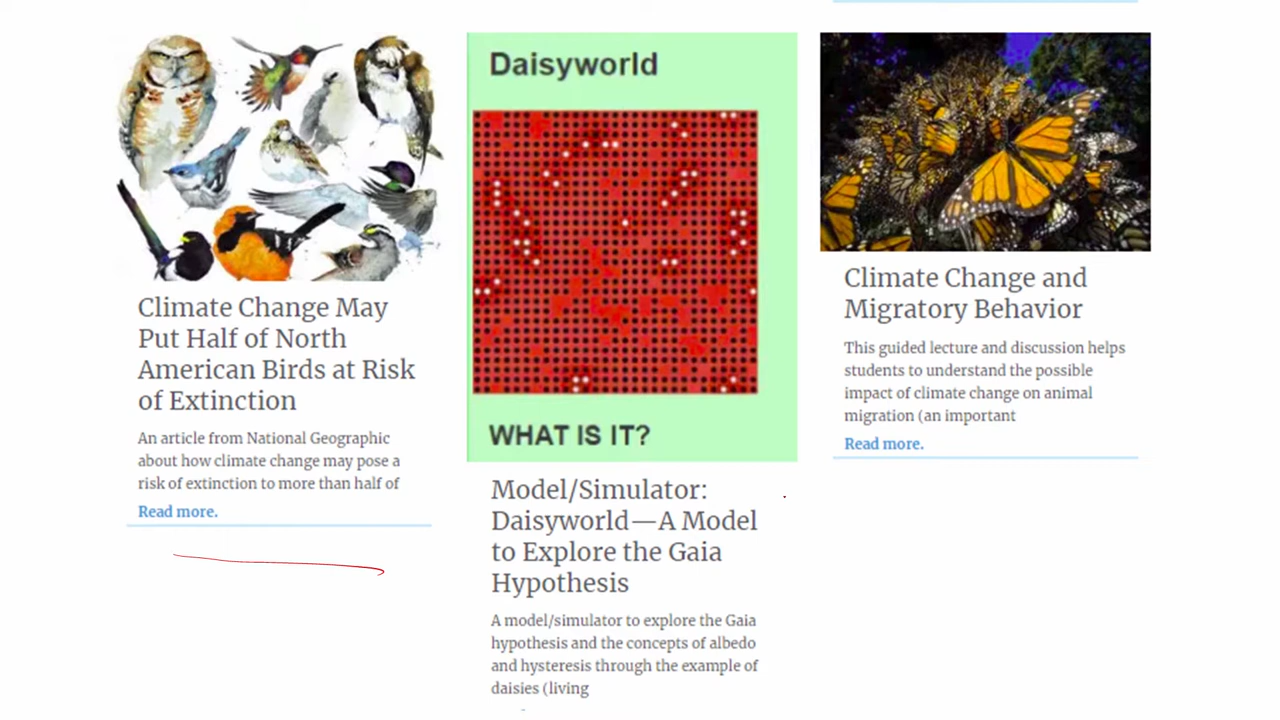 Climate Change May
Put Half of North
American Birds at Risk
of Extinction
An article from National Geographic
about how climate change may pose a
risk of extinction to more than half of
Read more.
Daisyworld
WHAT IS IT?
Model/Simulator:
Daisyworld—A Model
to Explore the Gaia
Hypothesis
A model/simulator to explore the Gaia
hypothesis and the concepts of albedo
and hysteresis through the example of
daisies (living
Climate Change and
Migratory Behavior
This guided lecture and discussion helps
students to understand the possible
impact of climate change on animal
migration (an important
Read more.